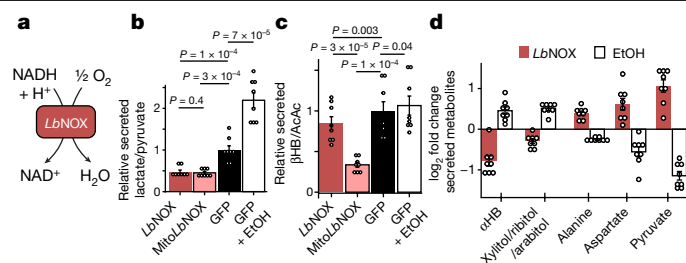 a
NADH
+ H⁺
½ O₂
LbNOX
NAD⁺
H₂O
b
P = 7 × 10⁻⁵
P = 1 × 10⁻⁴
P = 3 × 10⁻⁴
P = 0.4
Relative secreted
lactate/pyruvate
2
1
0
LbNOX
MitoLbNOX
GFP
GFP
+ EtOH
c
P = 0.003
P = 3 × 10⁻⁵
P = 0.04
P = 1 × 10⁻⁴
Relative secreted
βHB/AcAc
1
0
LbNOX
MitoLbNOX
GFP
GFP
+ EtOH
d
LbNOX
EtOH
log₂ fold change
secreted metabolites
1
0
−1
αHB
Xylitol/ribitol
/arabitol
Alanine
Aspartate
Pyruvate